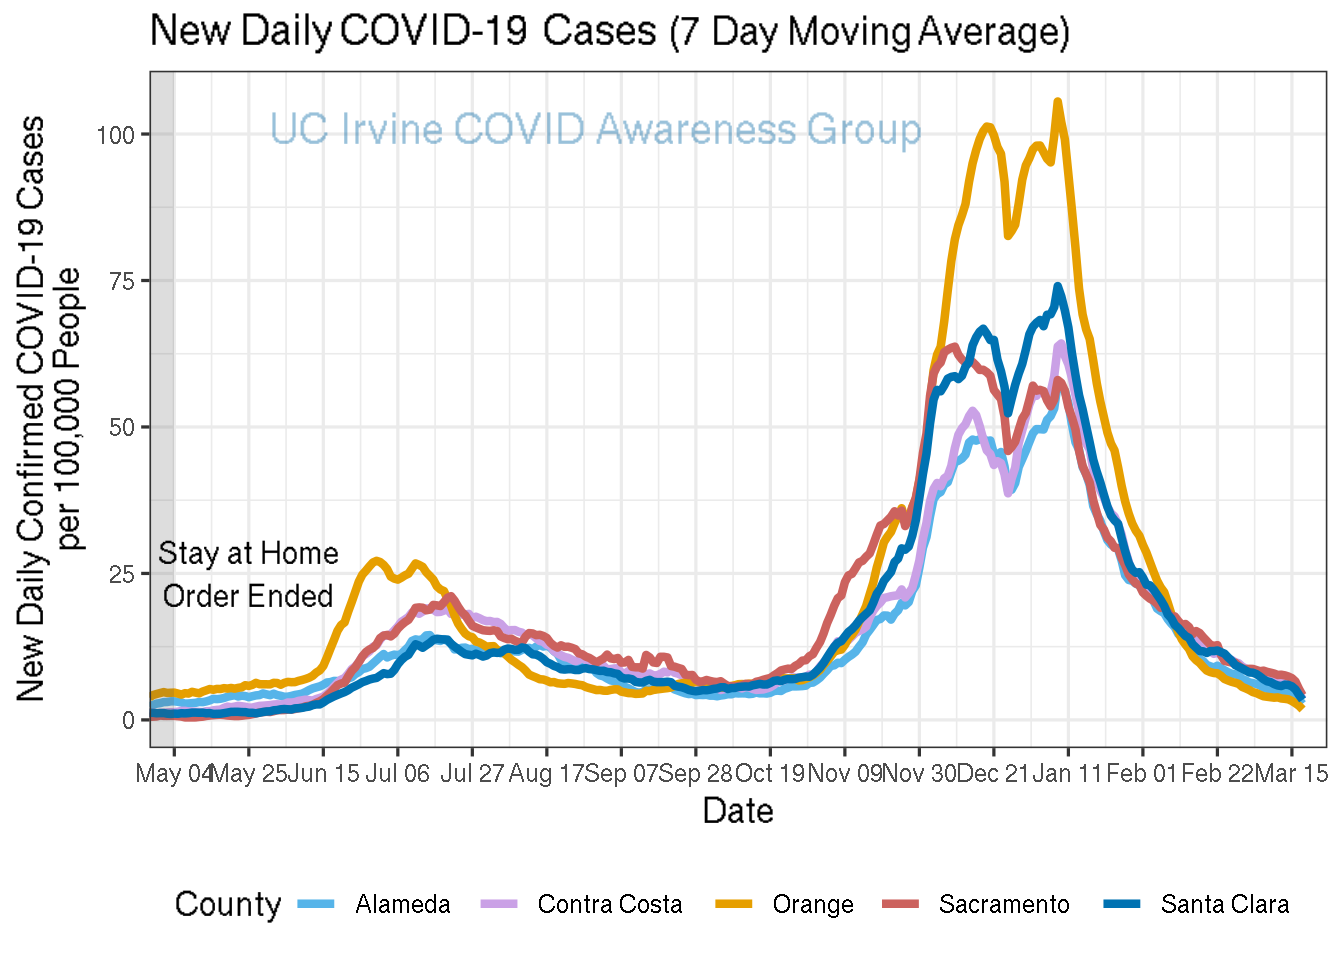 New Daily COVID-19 Cases (7 Day Moving Average)
UC Irvine COVID Awareness Group
New Daily Confirmed COVID-19 Cases
per 100,000 People
100
75
50
25
0
Stay at Home
Order Ended
May 04 May 25 Jun 15 Jul 06 Jul 27 Aug 17 Sep 07 Sep 28 Oct 19 Nov 09 Nov 30 Dec 21 Jan 11 Feb 01 Feb 22 Mar 15
Date
County Alameda Contra Costa Orange Sacramento Santa Clara